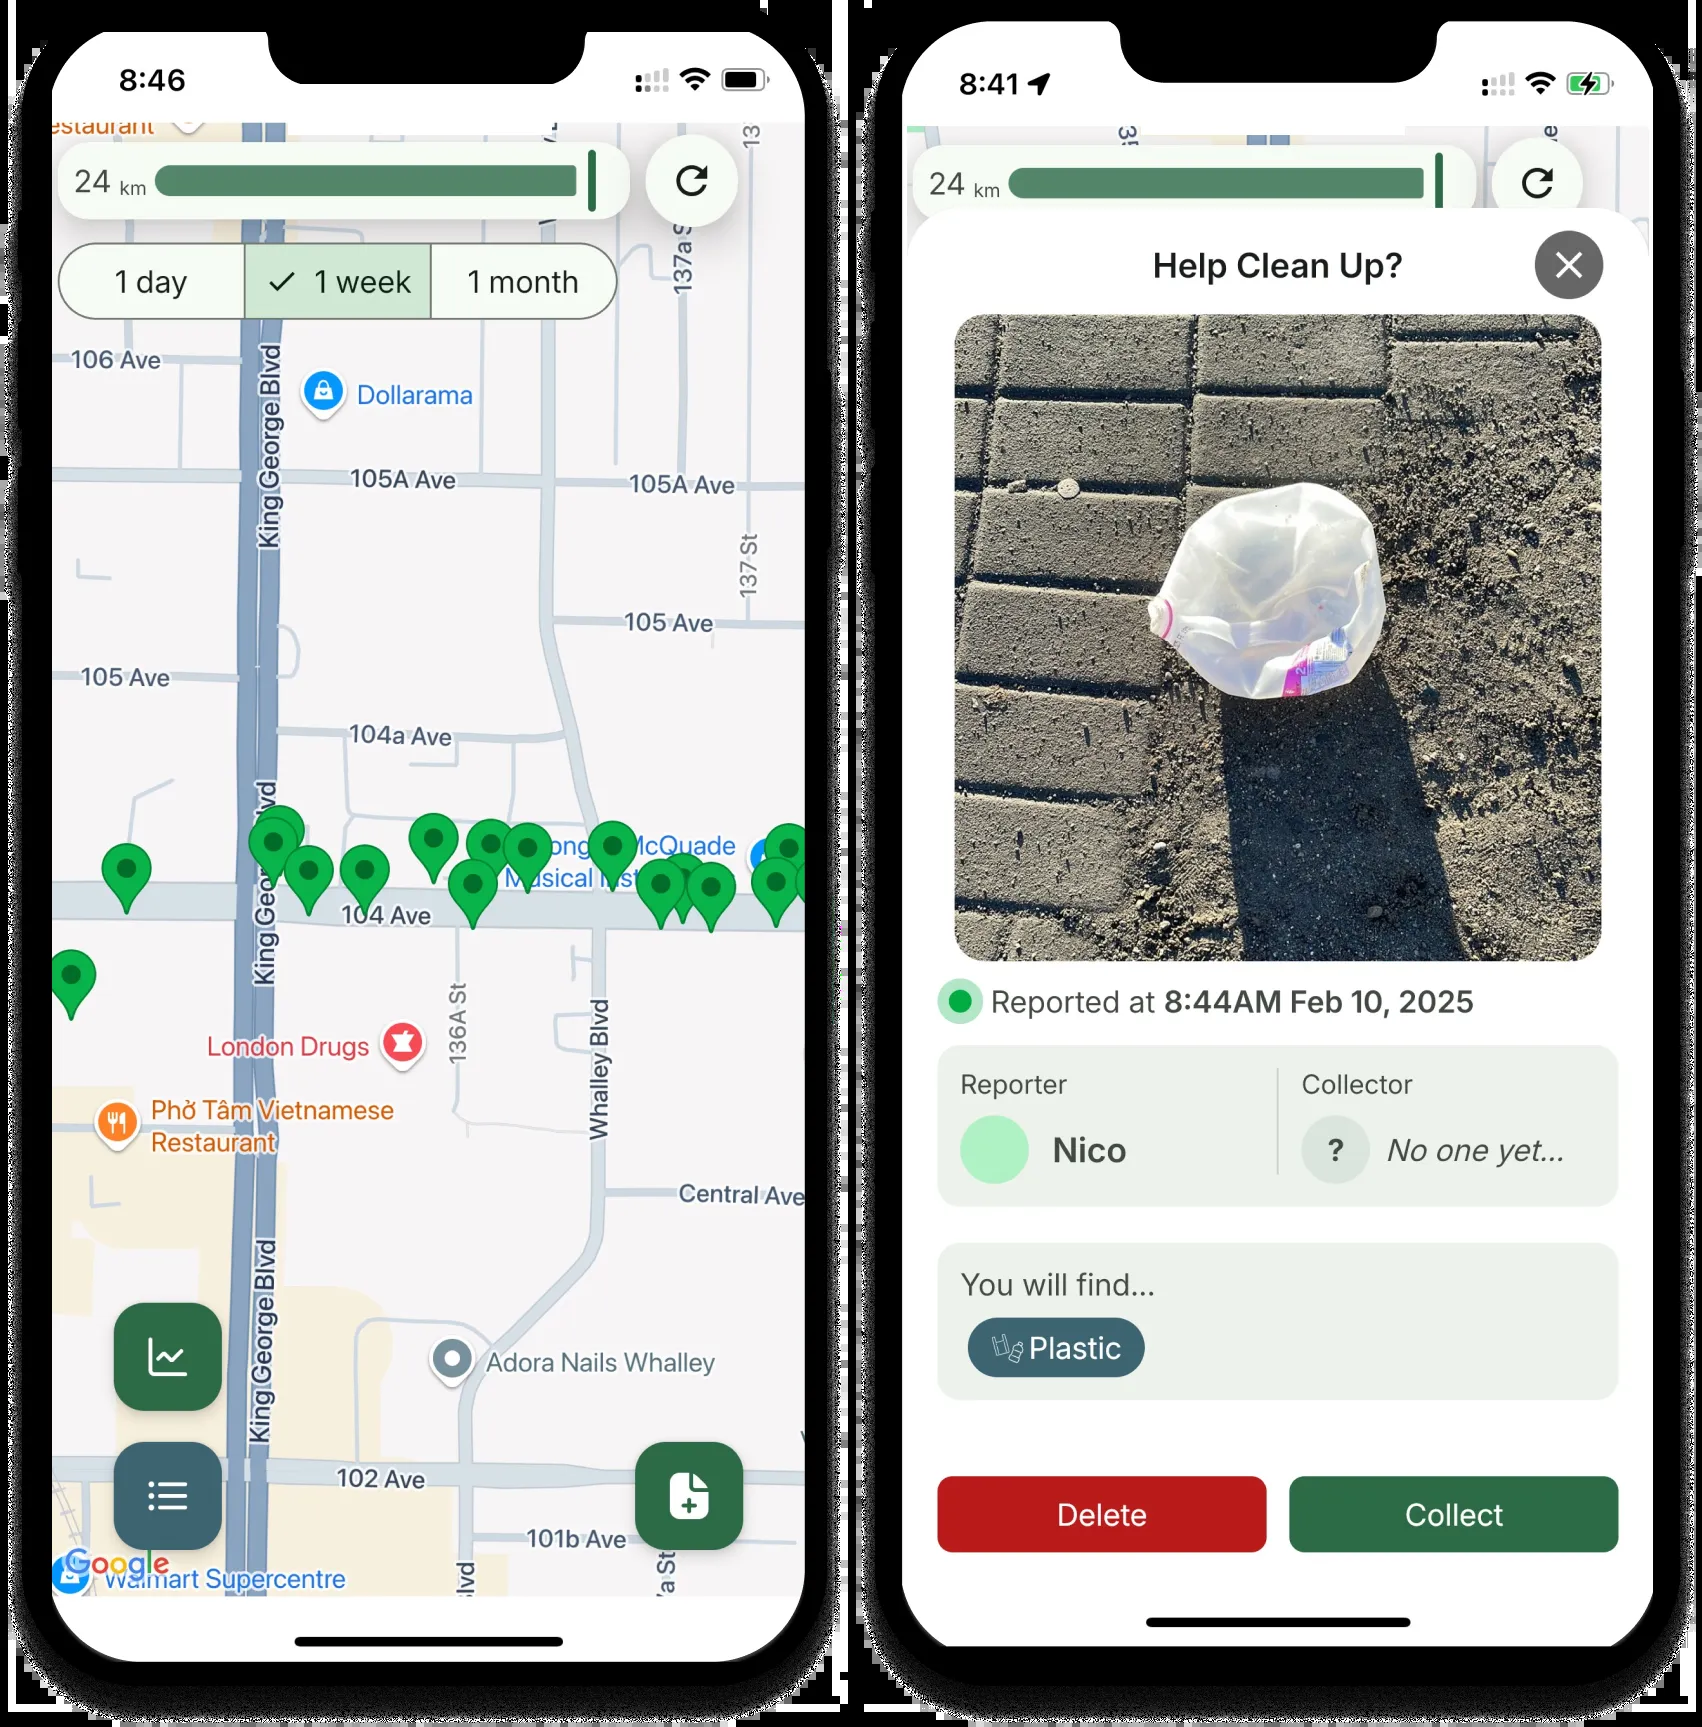 8:46
estaurant
24 km
13
137a S
1 day
1 week
1 month
106 Ave
King George Blvd
Dollarama
105A Ave
105A Ave
137 St
105 Ave
105 Ave
104a Ave
King George Blvd
ong McQuade
Musical Inst
104 Ave
136A St
London Drugs
Whalley Blvd
Phở Tâm Vietnamese
Restaurant
Central Ave
King George Blvd
Adora Nails Whalley
102 Ave
101b Ave
Google
Walmart Supercentre
lvd
7a St
8:41
24 km
Help Clean Up?
Reported at 8:44AM Feb 10, 2025
Reporter
Collector
Nico
?
No one yet...
You will find...
Plastic
Delete
Collect